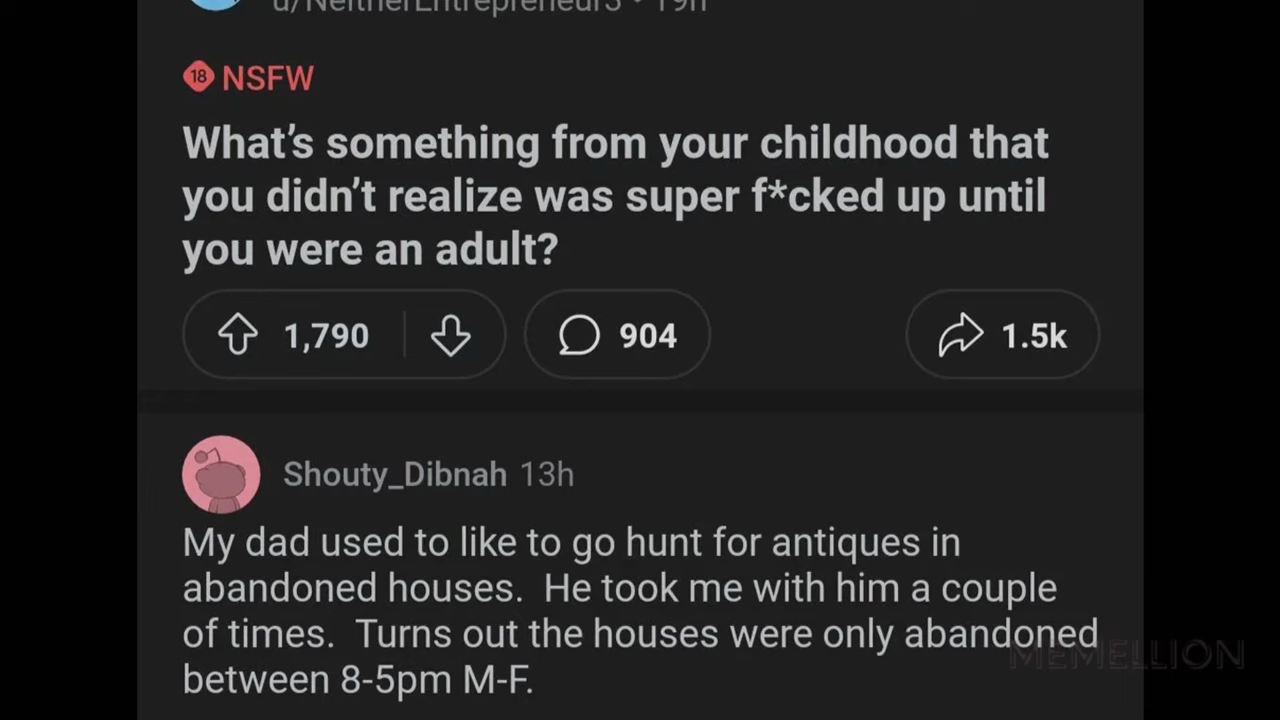 u/NeitherEntrepreneur3 • 19h
18 NSFW
What's something from your childhood that
you didn't realize was super f*cked up until
you were an adult?
1,790 904 1.5k
Shouty_Dibnah 13h
My dad used to like to go hunt for antiques in
abandoned houses.  He took me with him a couple
of times.  Turns out the houses were only abandoned
between 8-5pm M-F.
MEMELLION